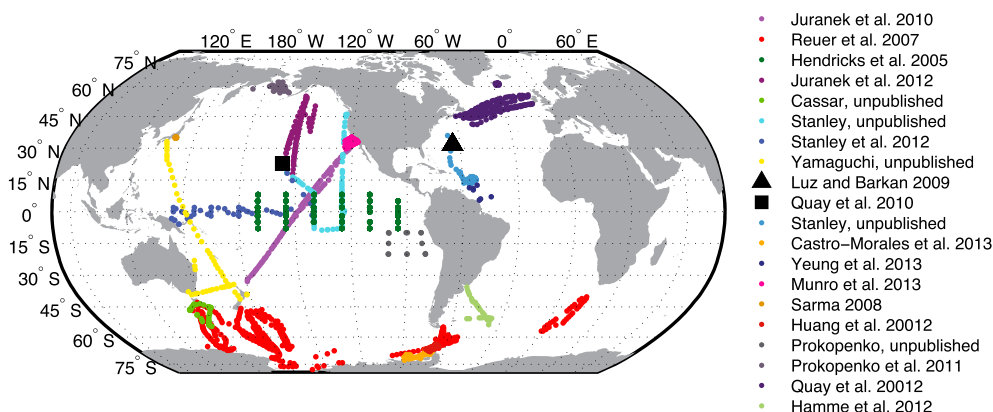 120° E 180° W 120° W 60° W 0° 60° E
75° N
60° N
45° N
30° N
15° N
0°
15° S
30° S
45° S
60° S
75° S
Juranek et al. 2010
Reuer et al. 2007
Hendricks et al. 2005
Juranek et al. 2012
Cassar, unpublished
Stanley, unpublished
Stanley et al. 2012
Yamaguchi, unpublished
Luz and Barkan 2009
Quay et al. 2010
Stanley, unpublished
Castro−Morales et al. 2013
Yeung et al. 2013
Munro et al. 2013
Sarma 2008
Huang et al. 20012
Prokopenko, unpublished
Prokopenko et al. 2011
Quay et al. 20012
Hamme et al. 2012